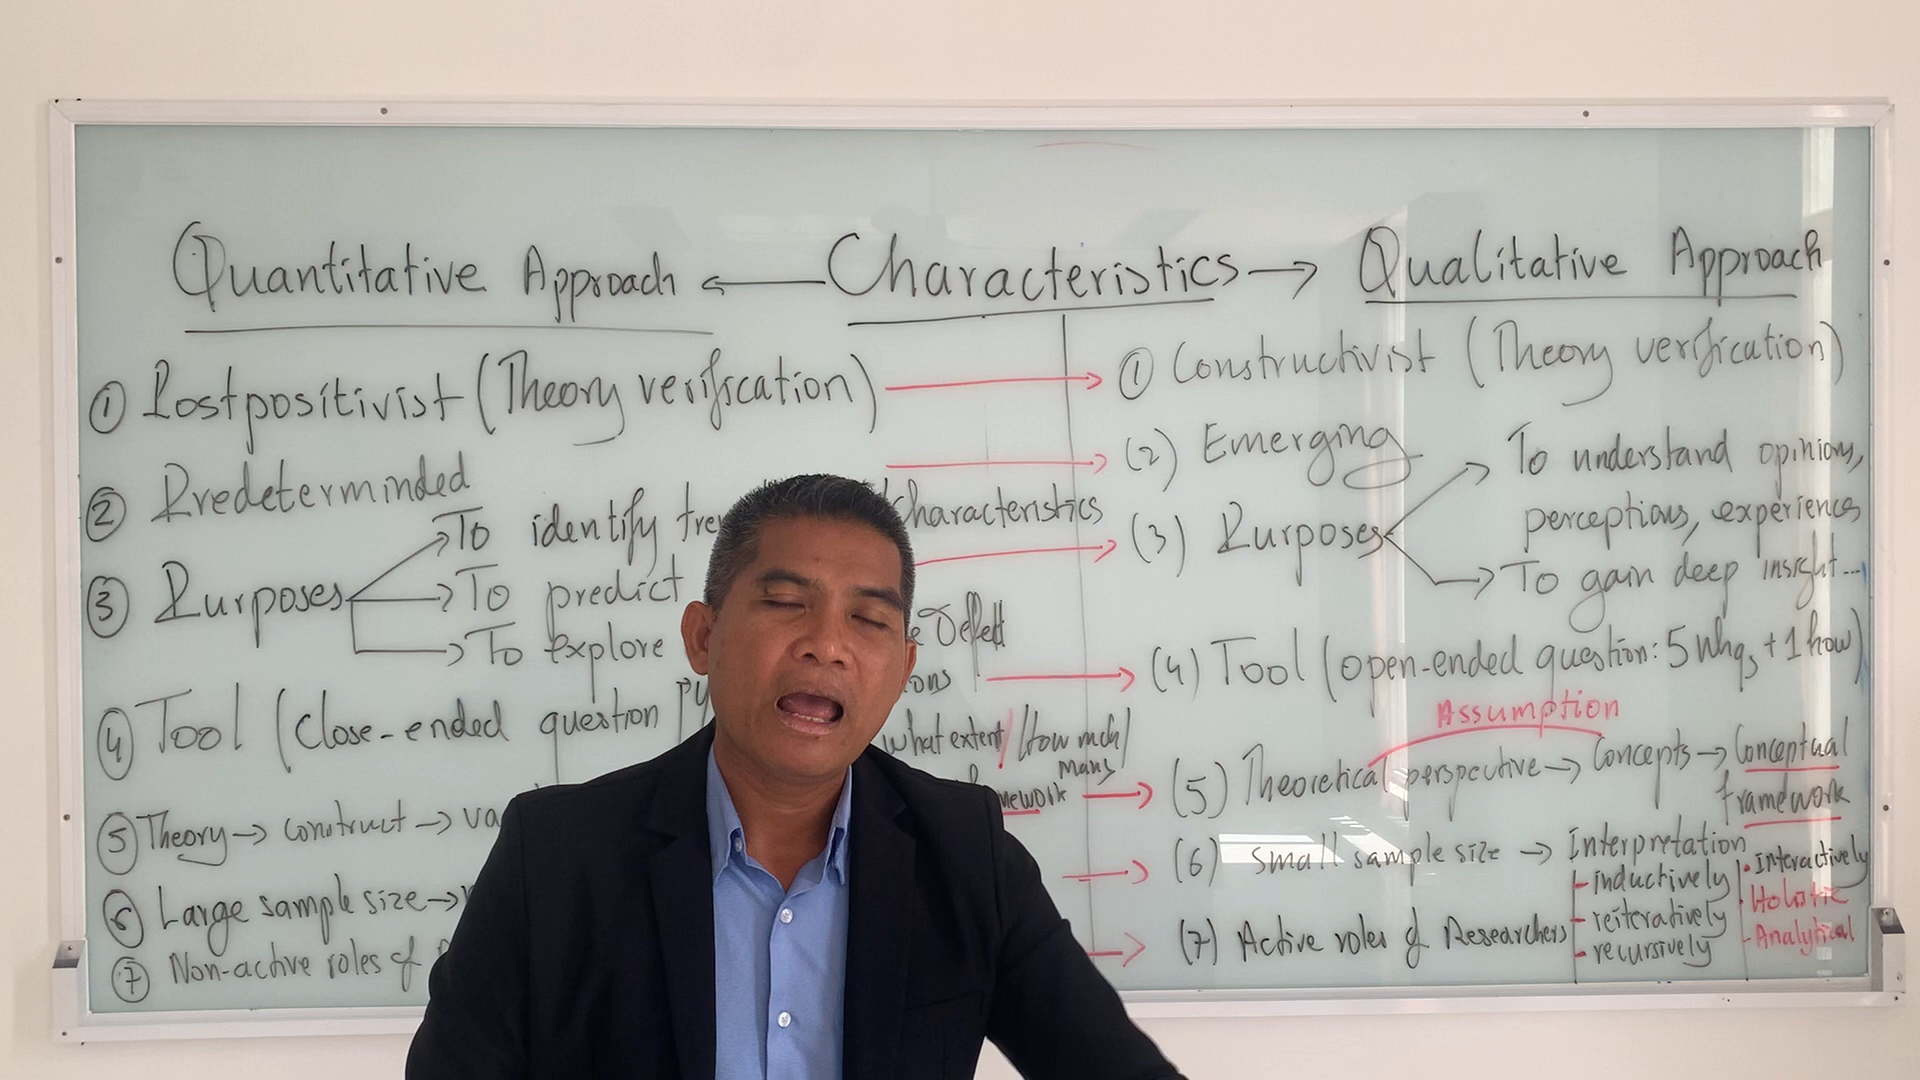 Quantitative Approach ← Characteristics → Qualitative Approach
① Postpositivist (Theory verification) → ① Constructivist (Theory verification)
② Predeterminded → (2) Emerging
③ Purposes → To identify characteristics
→ To predict
→ To explore
→ (3) Purposes → To understand opinions,
perceptions, experiences
→ To gain deep insight...
④ Tool (Close-ended question
what extent / How much /
many
→ (4) Tool (open-ended question: 5 Whqs + 1 how)
Assumption
⑤ Theory → construct →
→ (5) Theoretical perspective → Concepts → Conceptual
framework
⑥ Large sample size →
→ (6) small sample size → Interpretation
- inductively
- reiteratively
- recursively
• Interactively
Holistic
- Analytical
⑦ Non-active roles of
→ (7) Active roles of Researchers